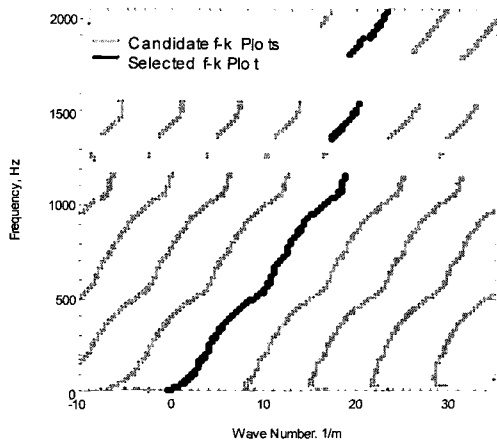 2000
Candidate f-k Plots
Selected f-k Plot
1500
Frequency, Hz
1000
500
0
-10 0 10 20 30
Wave Number. 1/m